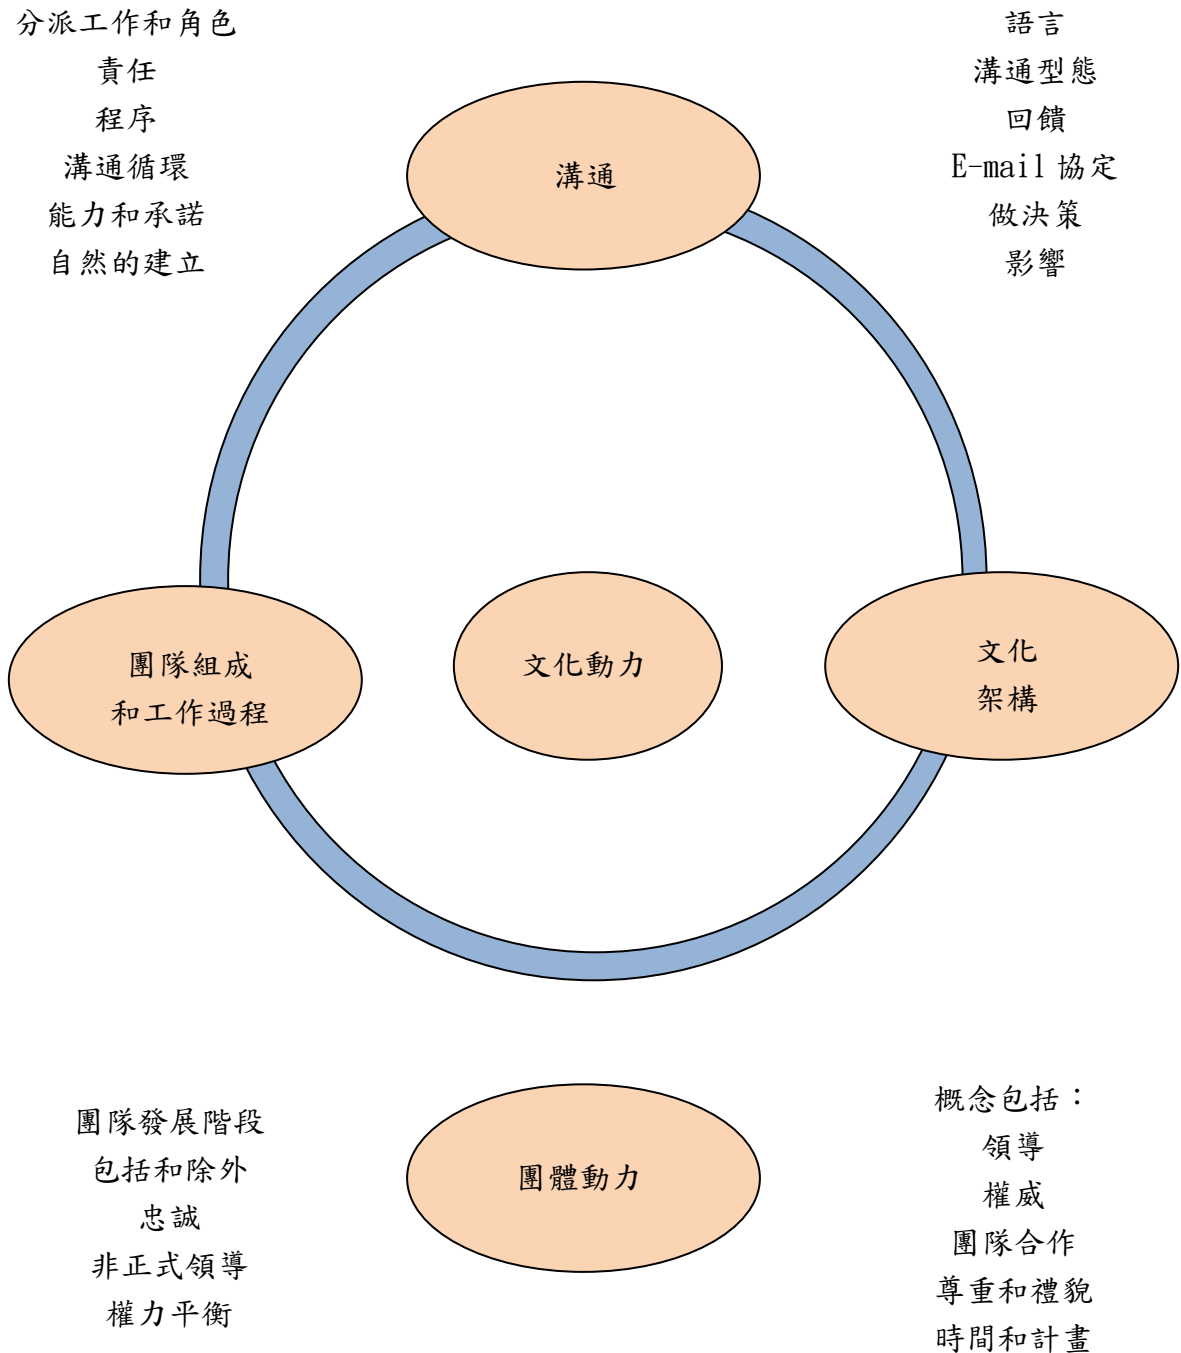 分派工作和角色
責任
程序
溝通循環
能力和承諾
自然的建立
語言
溝通型態
回饋
E-mail 協定
做決策
影響
溝通
團隊組成
和工作過程
文化動力
文化
架構
團隊發展階段
包括和除外
忠誠
非正式領導
權力平衡
團體動力
概念包括：
領導
權威
團隊合作
尊重和禮貌
時間和計畫